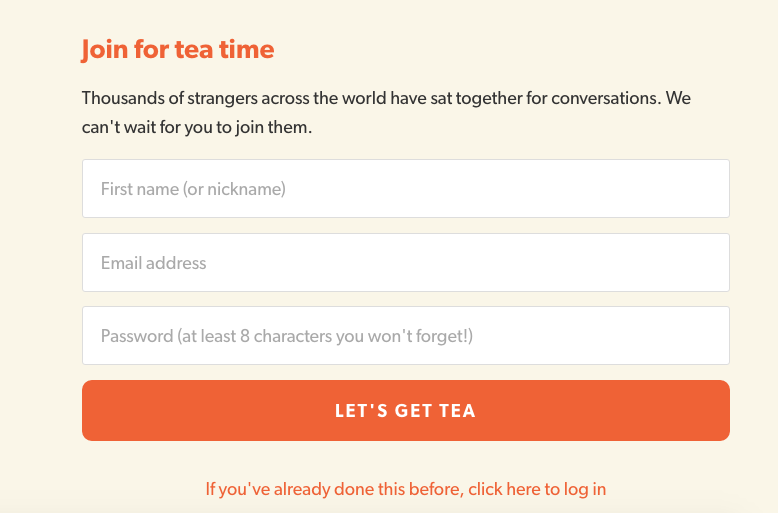 Join for tea time
Thousands of strangers across the world have sat together for conversations. We
can't wait for you to join them.
First name (or nickname)
Email address
Password (at least 8 characters you won't forget!)
LET'S GET TEA
If you've already done this before, click here to log in